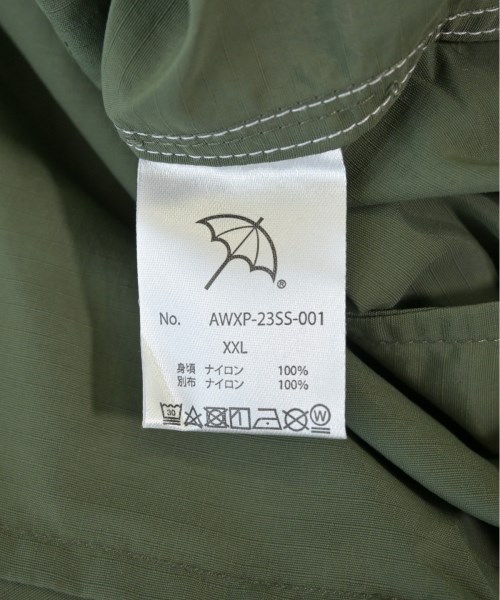 ®
No. AWXP-23SS-001
XXL
身頃 ナイロン 100%
別布 ナイロン 100%
30 W